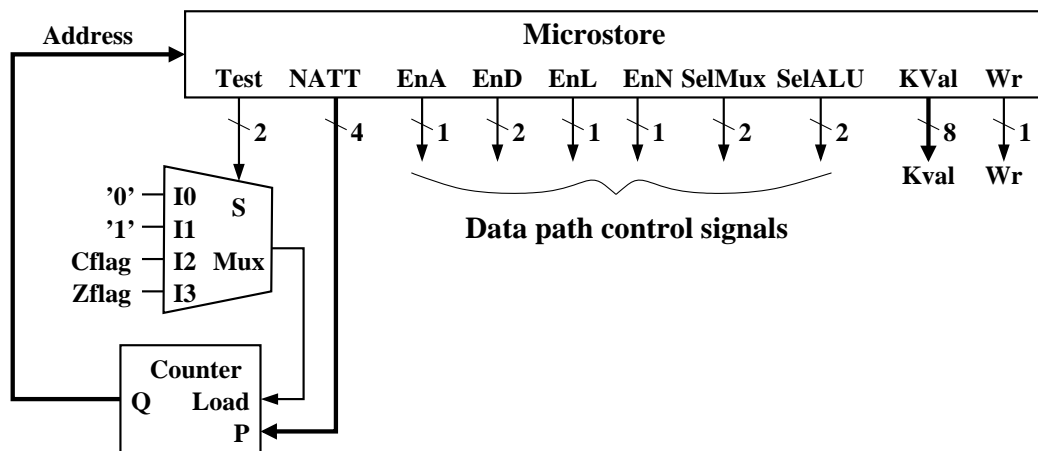 Microstore
Address
Test NATT EnA EnD EnL EnN SelMux SelALU KVal Wr
2 4 1 2 1 1 2 2 8 1
Kval Wr
’0’ I0
S
’1’ I1
Data path control signals
Cflag I2 Mux
Zflag I3
Counter
Q Load
P